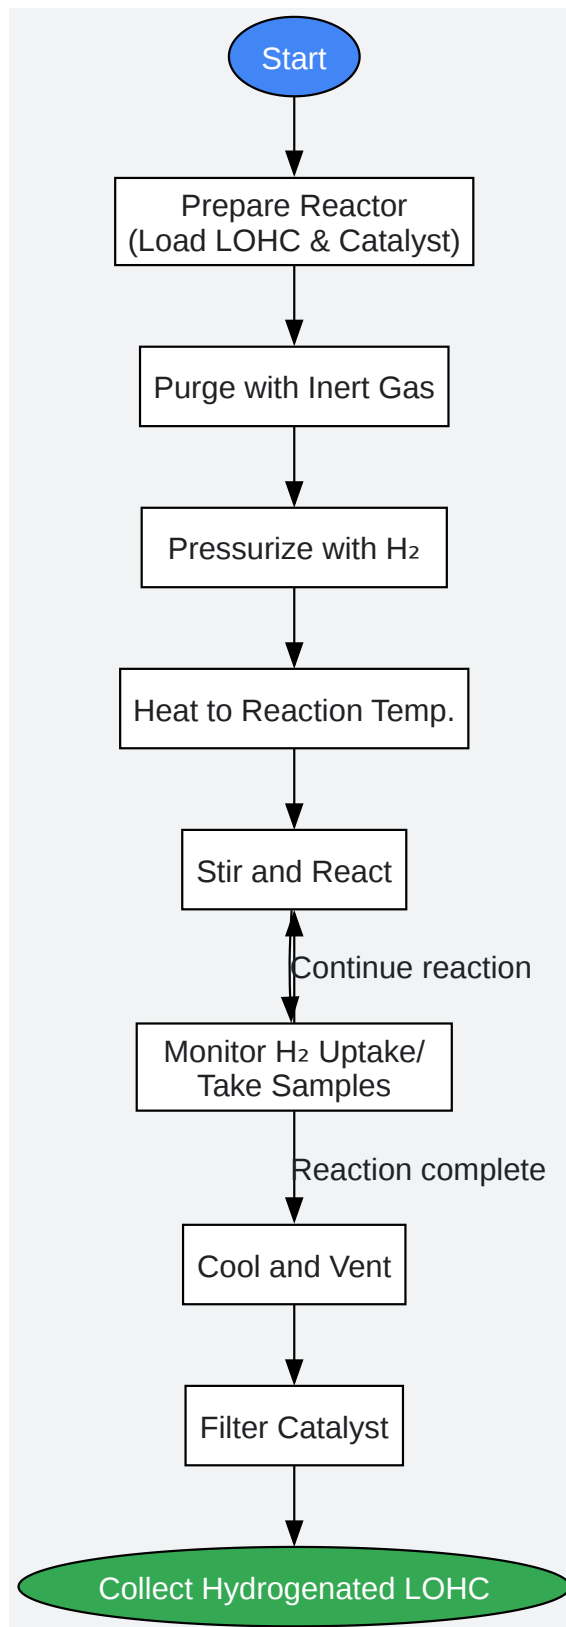 Start
Prepare Reactor
(Load LOHC & Catalyst)
Purge with Inert Gas
Pressurize with H₂
Heat to Reaction Temp.
Stir and React
Continue reaction
Monitor H₂ Uptake/
Take Samples
Reaction complete
Cool and Vent
Filter Catalyst
Collect Hydrogenated LOHC